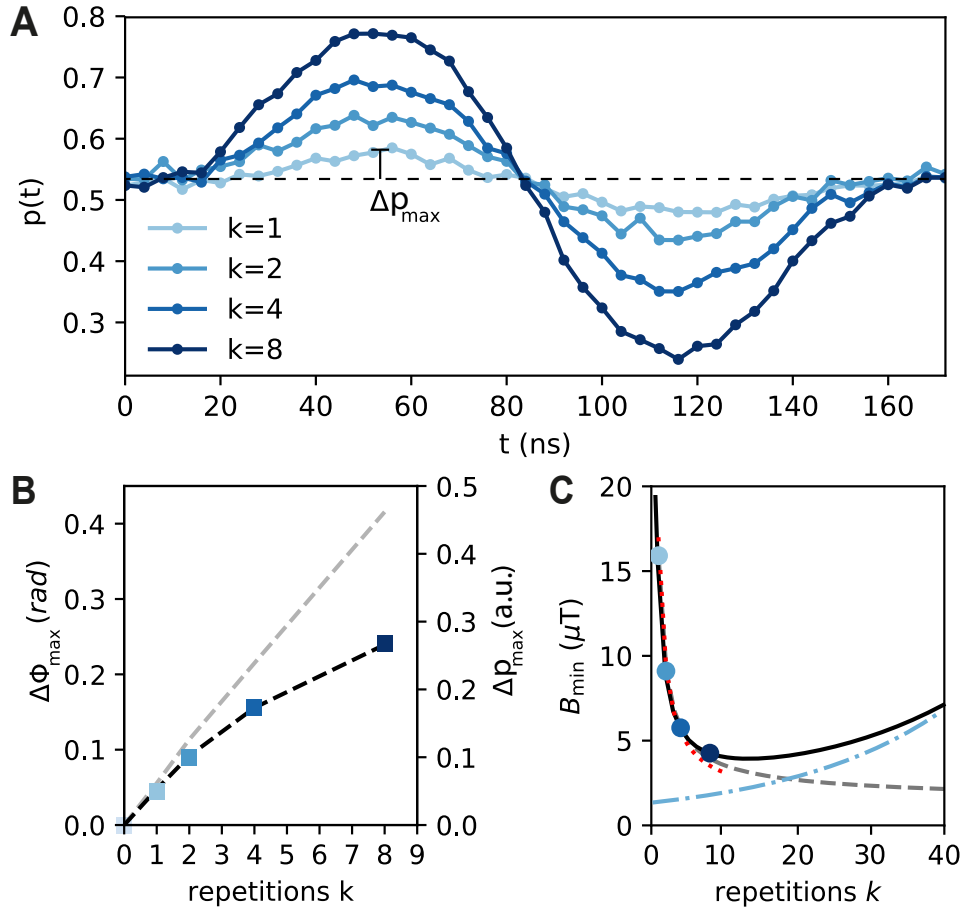 A
0.8
0.7
0.6
0.5
0.4
0.3
p(t)
Δp_max
k=1
k=2
k=4
k=8
0 20 40 60 80 100 120 140 160
t (ns)
B
0.4
0.3
0.2
0.1
0.0
ΔΦ_max (rad)
0.5
0.4
0.3
0.2
0.1
0.0
Δp_max (a.u.)
0 1 2 3 4 5 6 7 8 9
repetitions k
C
20
15
10
5
0
B_min (μT)
0 10 20 30 40
repetitions k